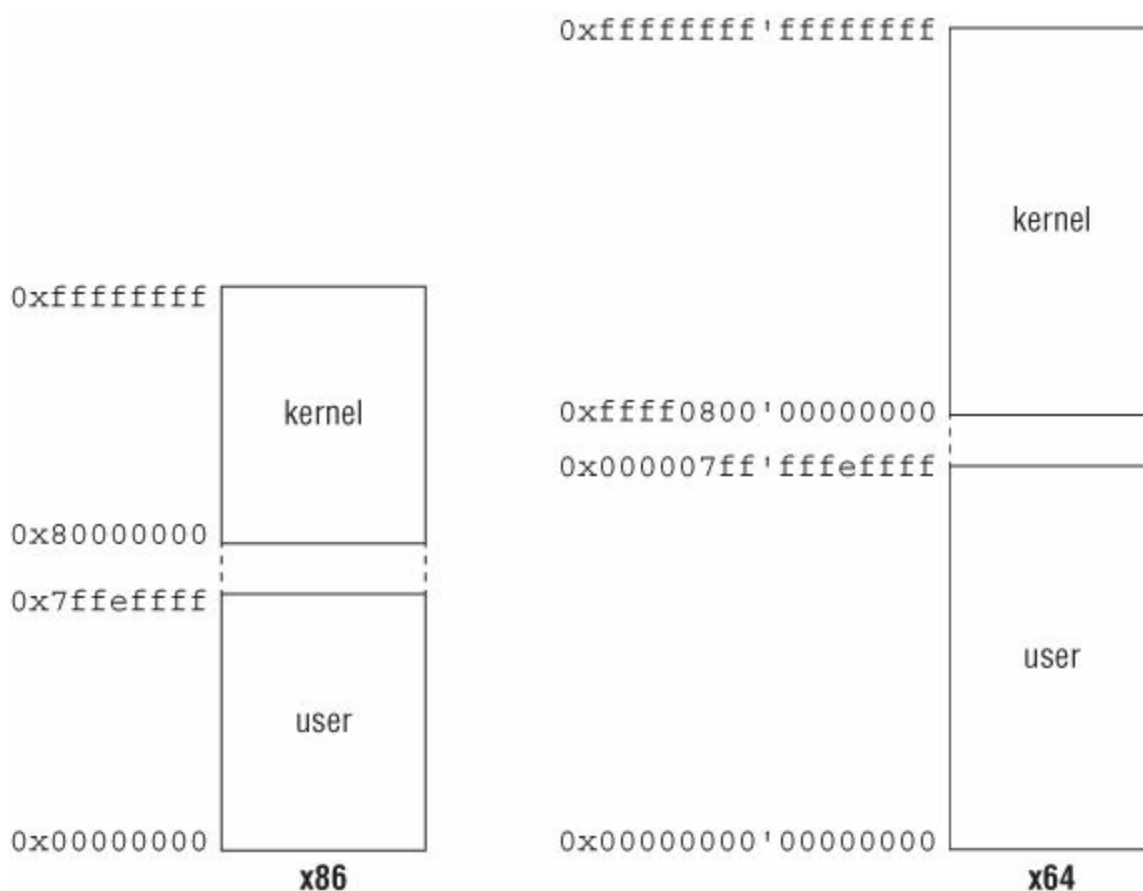 0xffffffff
kernel
0x80000000
0x7ffeffff
user
0x00000000
x86
0xffffffff'ffffffff
kernel
0xffff0800'00000000
0x000007ff'fffeffff
user
0x00000000'00000000
x64